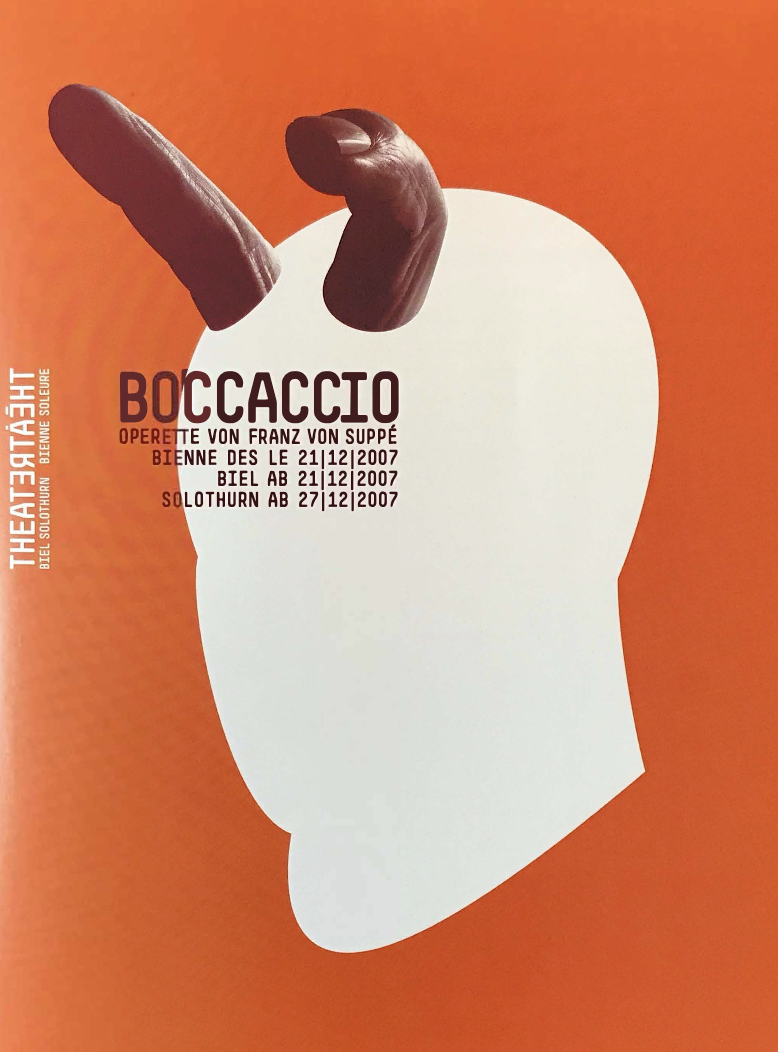 BOCCACCIO
OPERETTE VON FRANZ VON SUPPÉ
BIENNE DES LE 21|12|2007
BIEL AB 21|12|2007
SOLOTHURN AB 27|12|2007
THEATƎЯTÂƎHT
BIEL SOLOTHURN BIENNE SOLEURE